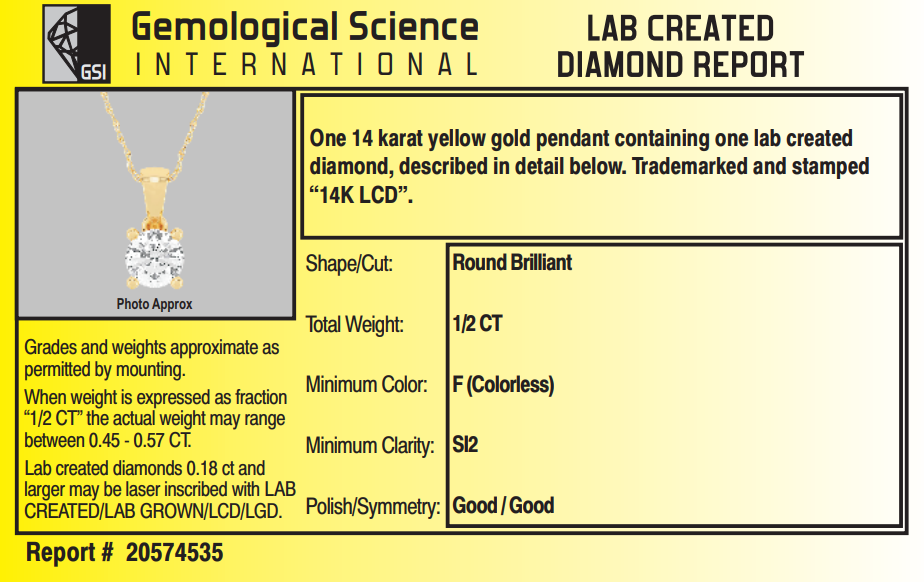 GSI
Gemological Science
INTERNATIONAL
LAB CREATED
DIAMOND REPORT
Photo Approx
One 14 karat yellow gold pendant containing one lab created
diamond, described in detail below. Trademarked and stamped
“14K LCD”.
Shape/Cut: Round Brilliant
Total Weight: 1/2 CT
Minimum Color: F (Colorless)
Minimum Clarity: SI2
Polish/Symmetry: Good / Good
Grades and weights approximate as
permitted by mounting.
When weight is expressed as fraction
“1/2 CT” the actual weight may range
between 0.45 - 0.57 CT.
Lab created diamonds 0.18 ct and
larger may be laser inscribed with LAB
CREATED/LAB GROWN/LCD/LGD.
Report # 20574535